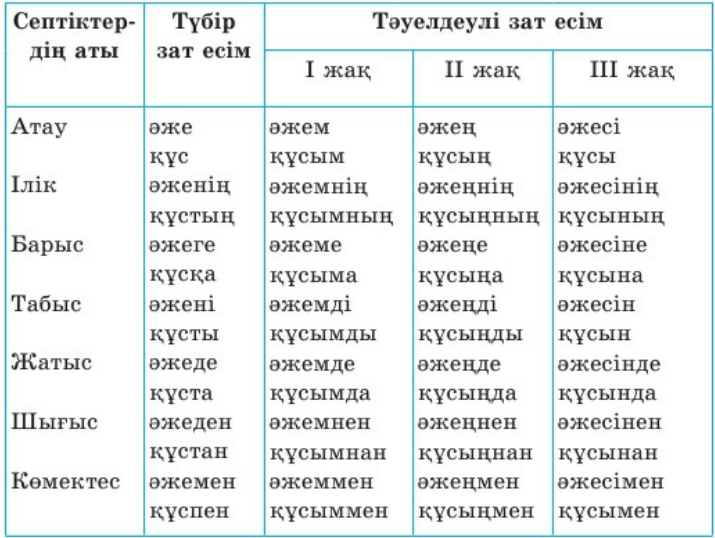 Септіктер- Түбір Тәуелдеулі зат есім
дің аты зат есім
І жақ ІІ жақ ІІІ жақ
Атау әже әжем әжең әжесі
құс құсым құсың құсы
Ілік әженің әжемнің әжеңнің әжесінің
құстың құсымның құсыңның құсының
Барыс әжеге әжеме әжеңе әжесіне
құсқа құсыма құсыңа құсына
Табыс әжені әжемді әжеңді әжесін
құсты құсымды құсыңды құсын
Жатыс әжеде әжемде әжеңде әжесінде
құста құсымда құсыңда құсында
Шығыс әжеден әжемнен әжеңнен әжесінен
құстан құсымнан құсыңнан құсынан
Көмектес әжемен әжеммен әжеңмен әжесімен
құспен құсыммен құсыңмен құсымен